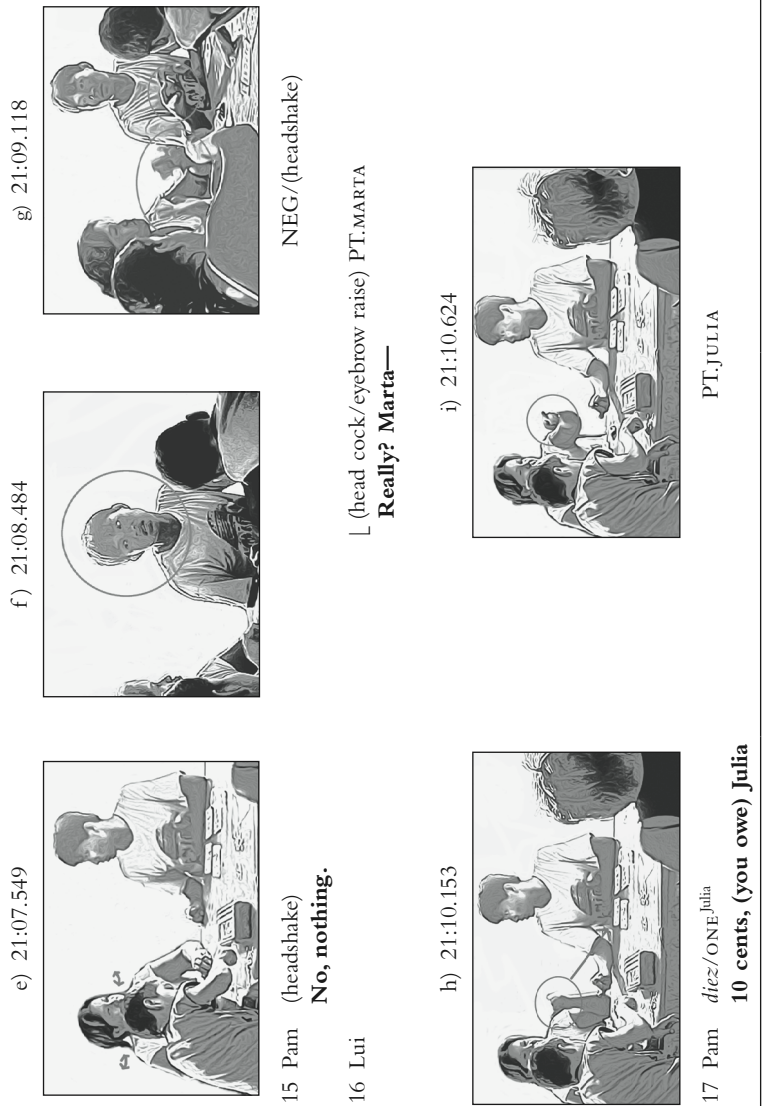 e) 21:07.549
f) 21:08.484
g) 21:09.118
15 Pam (headshake) NEG/(headshake)
No, nothing.
16 Lui └ (head cock/eyebrow raise) PT.MARTA
Really? Marta—
h) 21:10.153
i) 21:10.624
17 Pam diez/ONE^Julia PT.JULIA
10 cents, (you owe) Julia